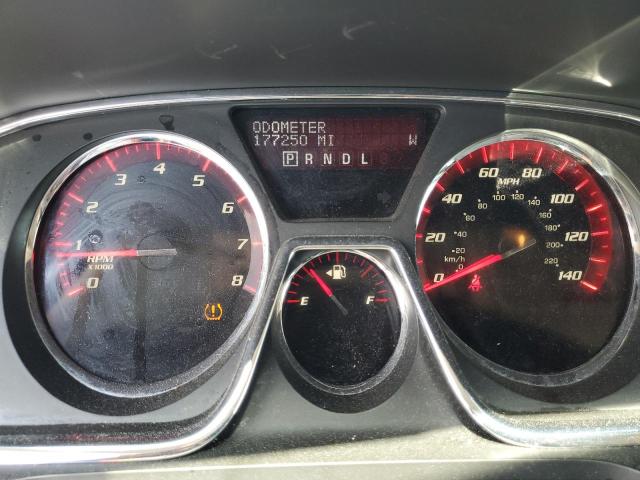 ODOMETER
177250 MI W
P R N D L
0 1 2 3 4 5 6 7 8
RPM
X1000
E F
0 20 40 60 80 100 120 140
MPH
0 20 40 60 80 100 120 140 160 180 200 220
km/h